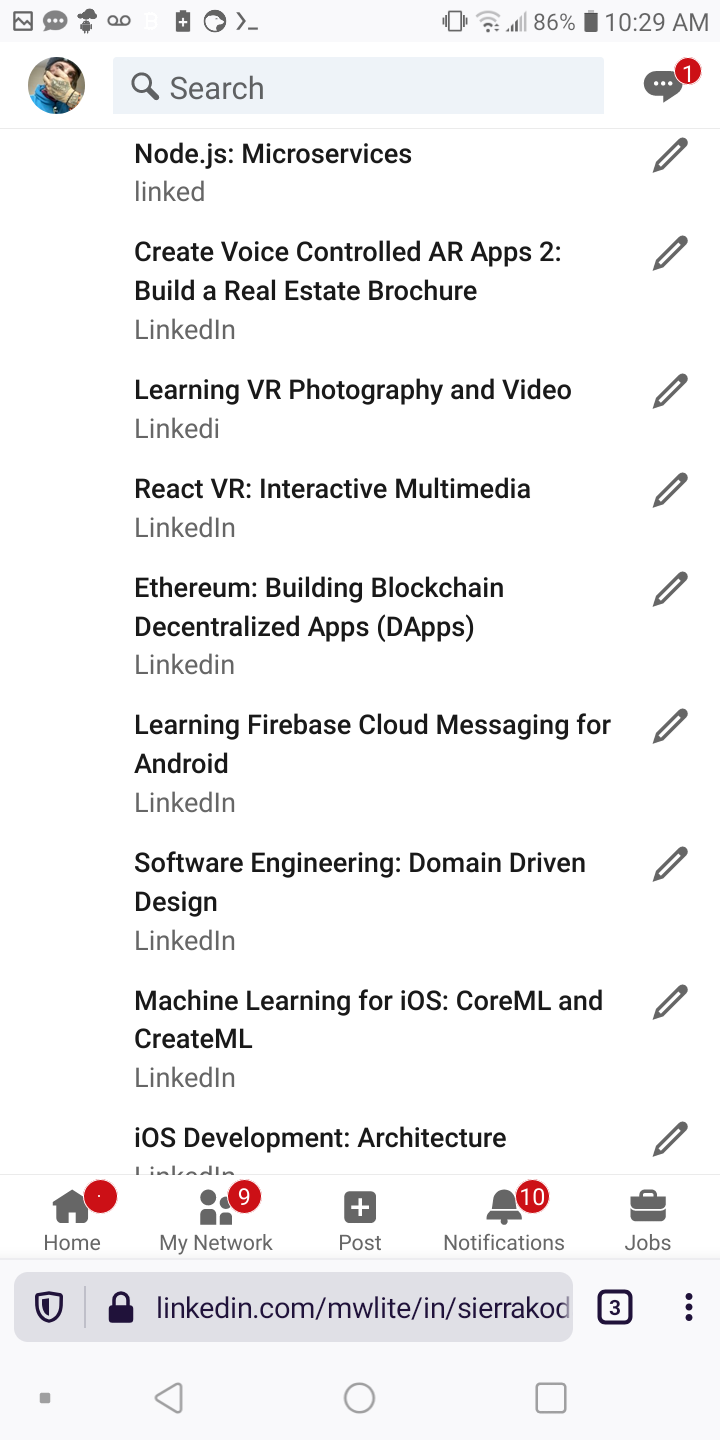 86% 10:29 AM
Search
1
Node.js: Microservices
linked
Create Voice Controlled AR Apps 2:
Build a Real Estate Brochure
LinkedIn
Learning VR Photography and Video
Linkedi
React VR: Interactive Multimedia
LinkedIn
Ethereum: Building Blockchain
Decentralized Apps (DApps)
Linkedin
Learning Firebase Cloud Messaging for
Android
LinkedIn
Software Engineering: Domain Driven
Design
LinkedIn
Machine Learning for iOS: CoreML and
CreateML
LinkedIn
iOS Development: Architecture
LinkedIn
9 10
Home My Network Post Notifications Jobs
linkedin.com/mwlite/in/sierrakod 3